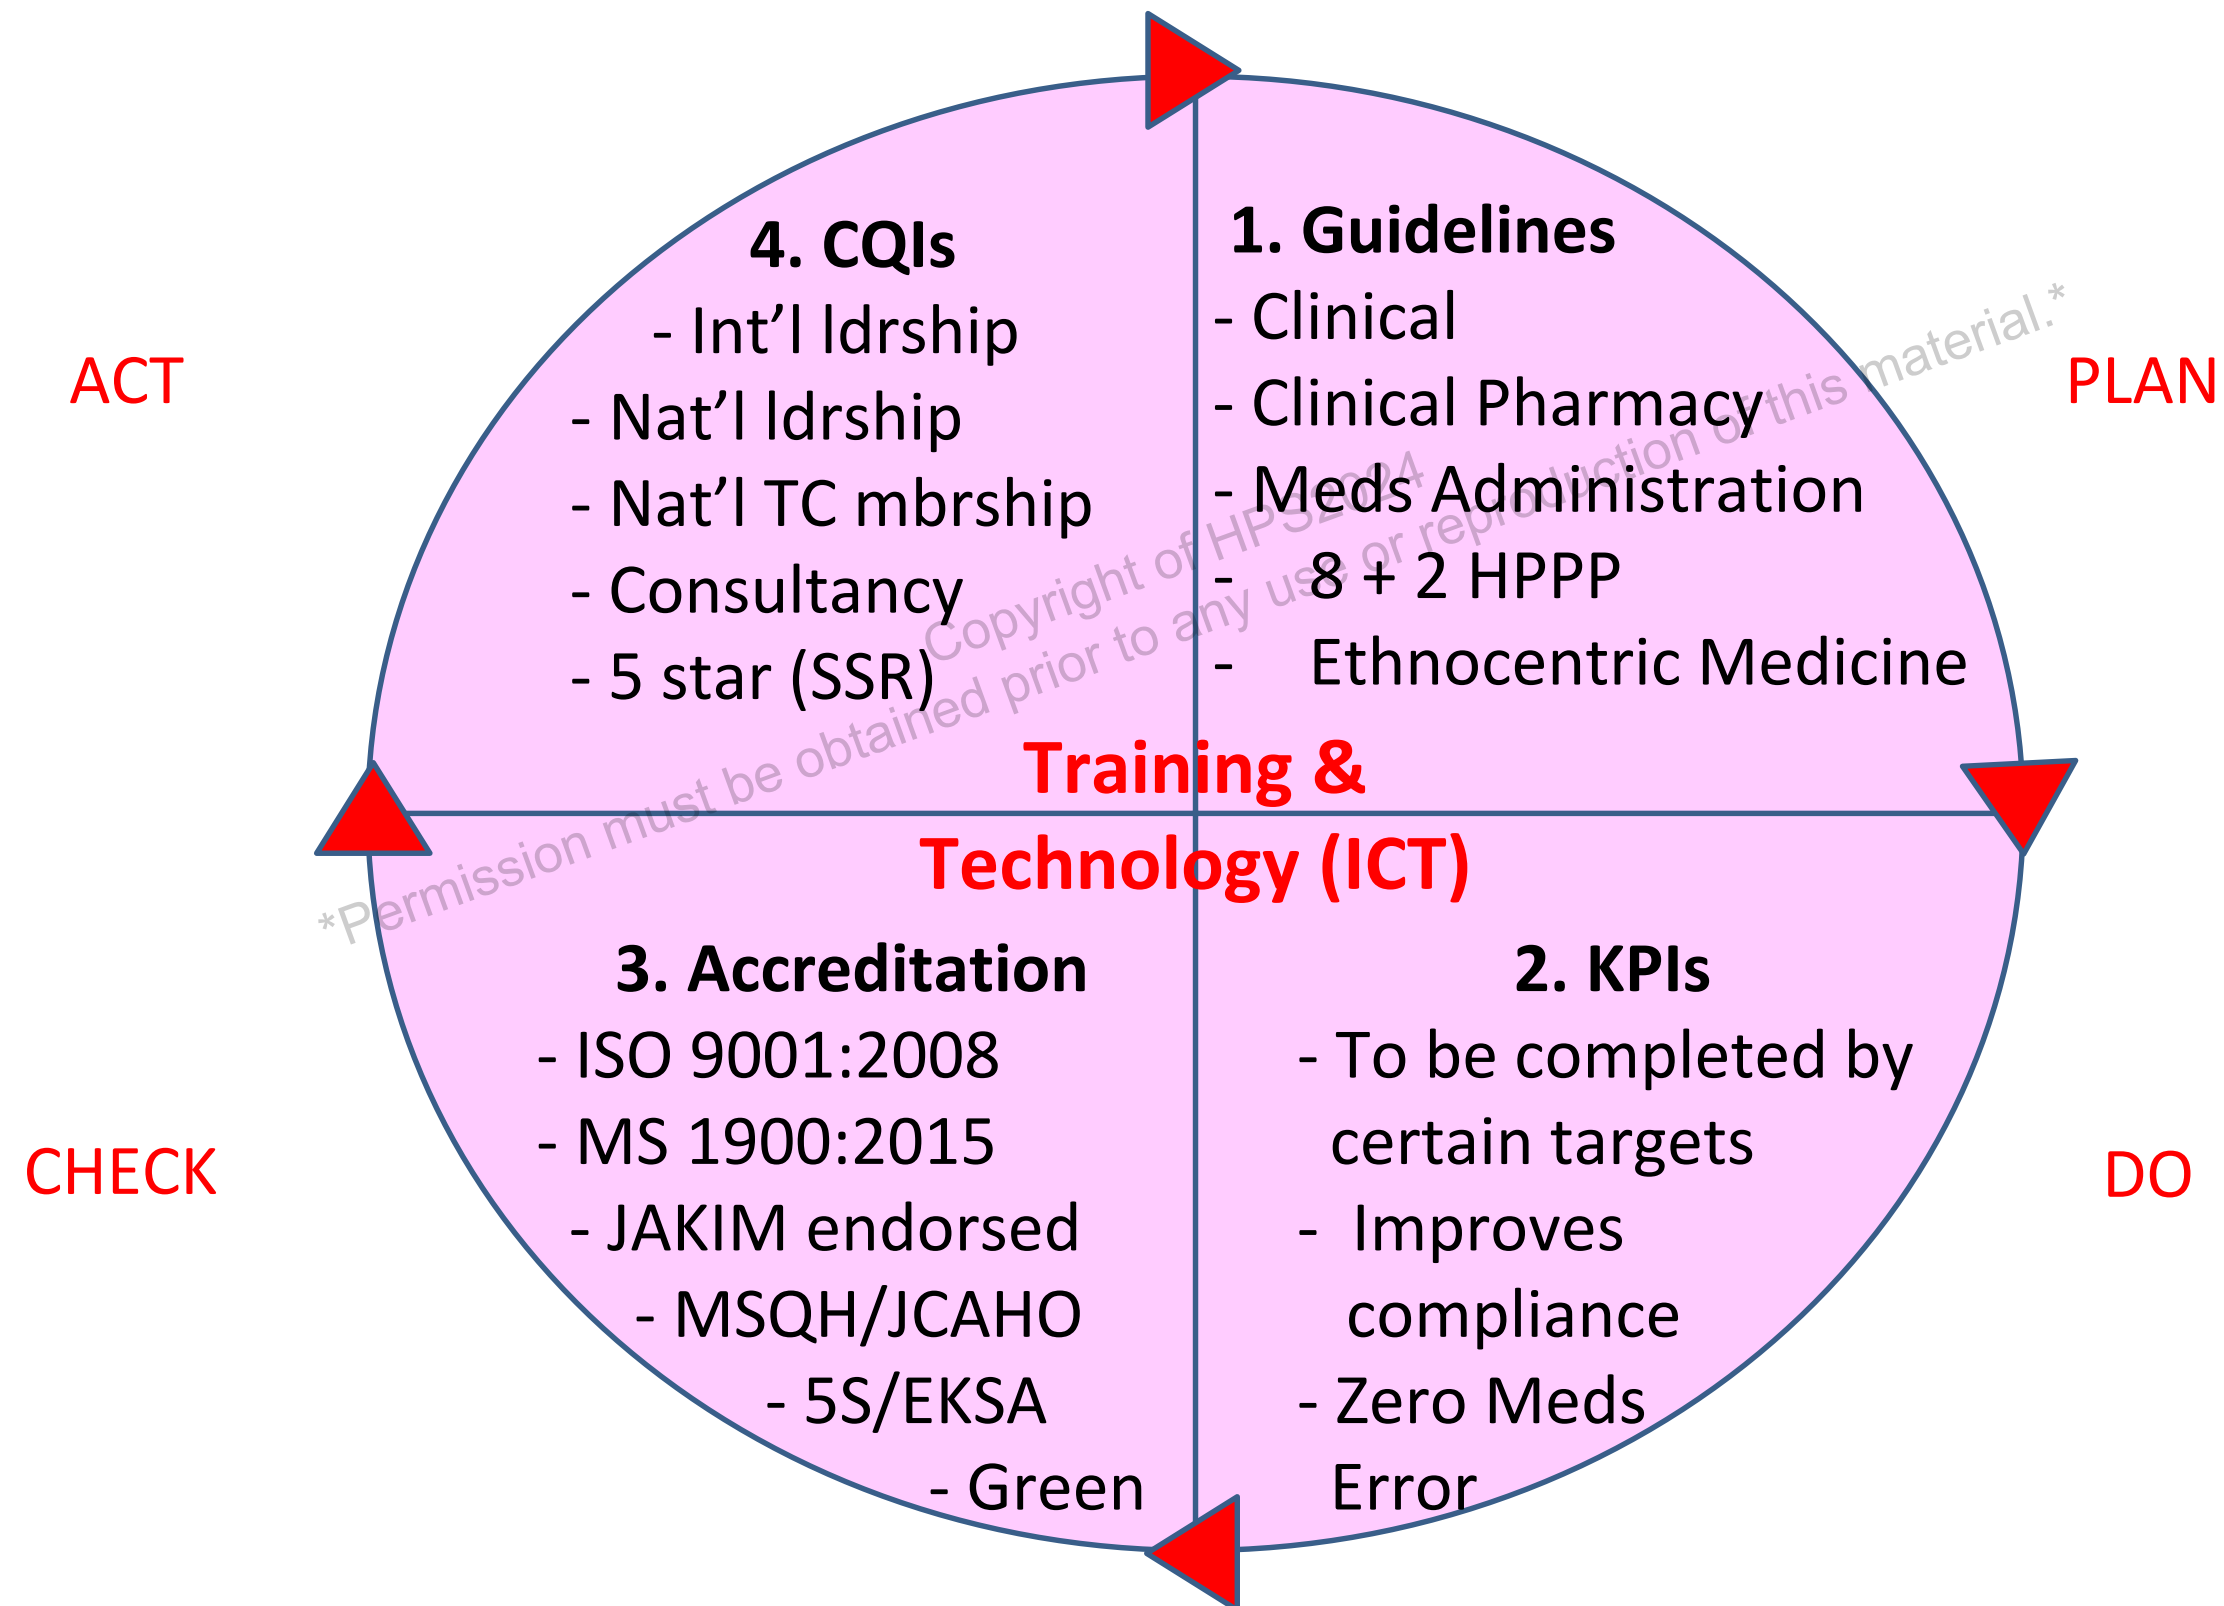 ACT
4. CQIs
- Int’l ldrship
- Nat’l ldrship
- Nat’l TC mbrship
- Consultancy
- 5 star (SSR)
1. Guidelines
- Clinical
- Clinical Pharmacy
- Meds Administration
- 8 + 2 HPPP
- Ethnocentric Medicine
PLAN
Training &
Technology (ICT)
CHECK
3. Accreditation
- ISO 9001:2008
- MS 1900:2015
- JAKIM endorsed
- MSQH/JCAHO
- 5S/EKSA
- Green
2. KPIs
- To be completed by
certain targets
- Improves
compliance
- Zero Meds
Error
DO
Copyright of HPS2024
*Permission must be obtained prior to any use or reproduction of this material.*